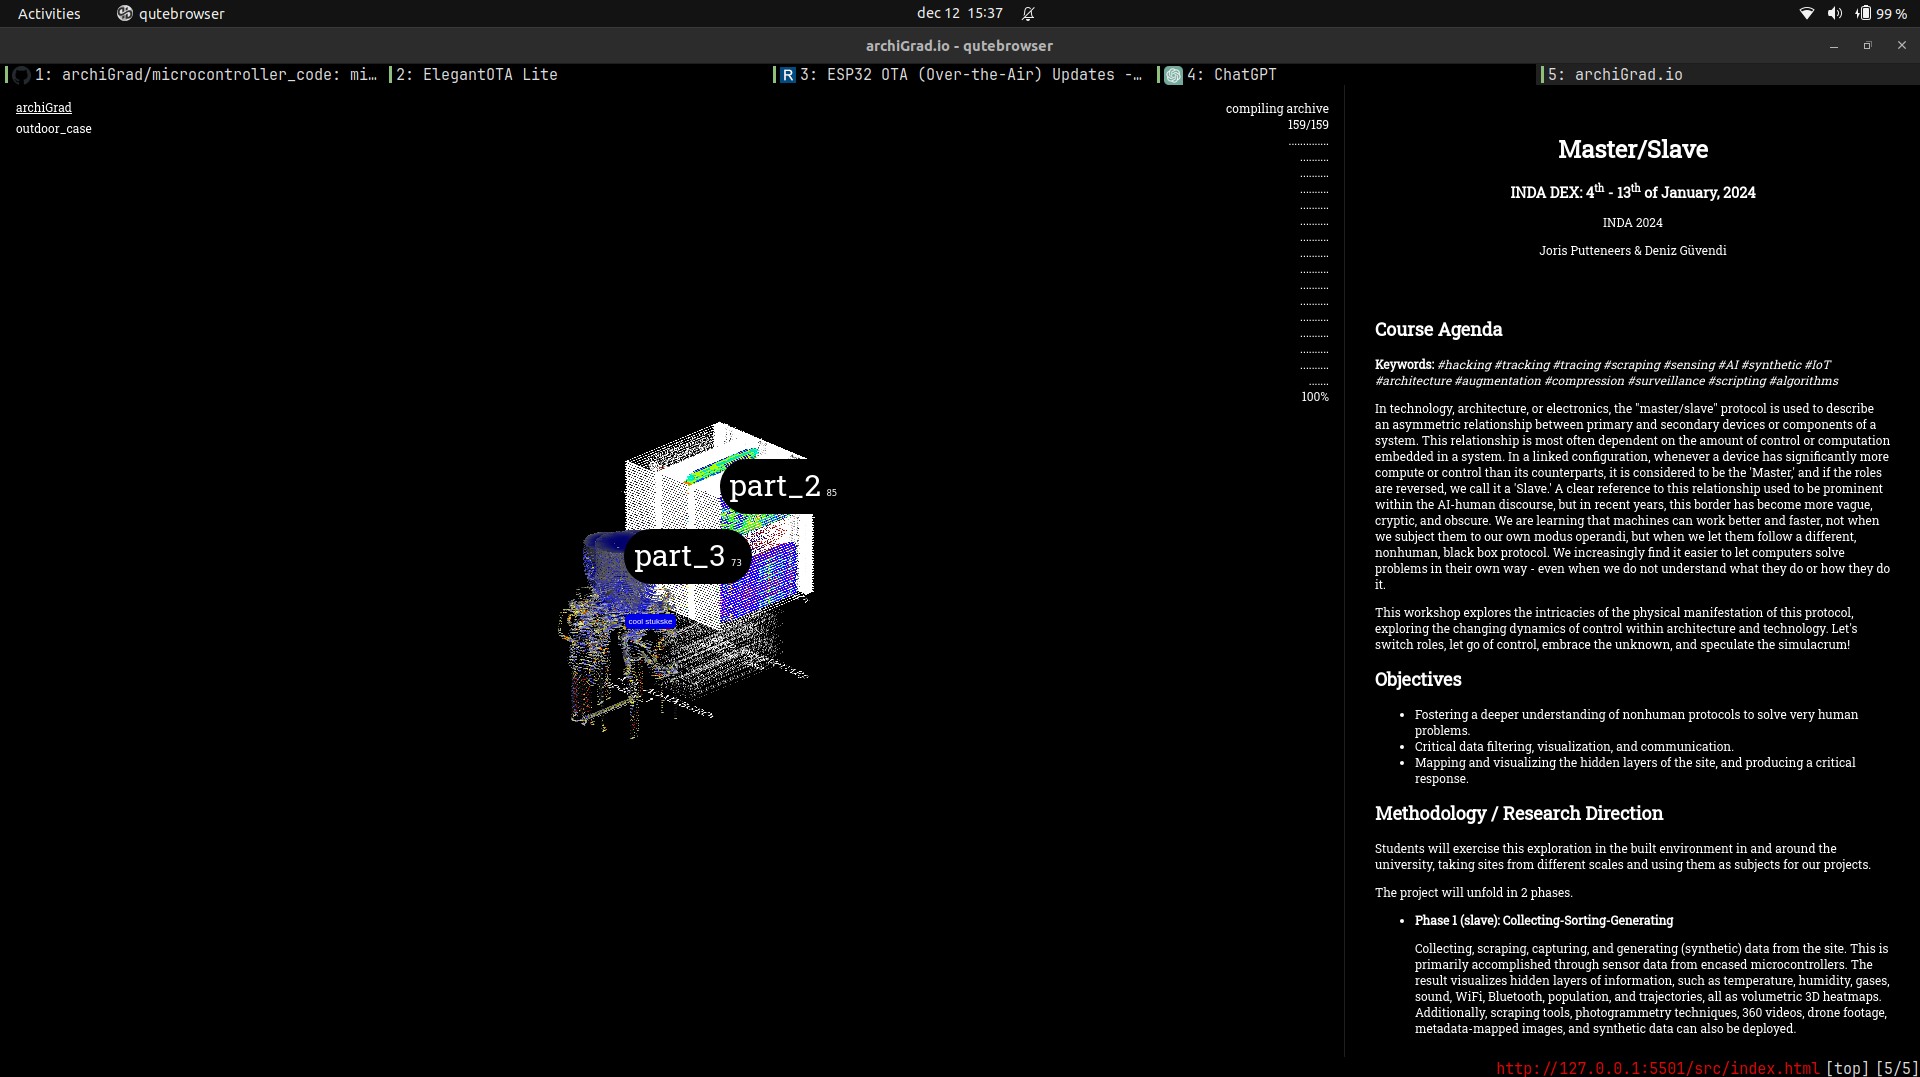 Activities
qutebrowser
dec 12 15:37
99 %
archiGrad.io - qutebrowser
1: archiGrad/microcontroller_code: mi…
2: ElegantOTA Lite
R 3: ESP32 OTA (Over-the-Air) Updates -…
4: ChatGPT
5: archiGrad.io
archiGrad
outdoor_case
compiling archive
159/159
.............
..........
..........
..........
..........
..........
..........
..........
..........
..........
..........
..........
..........
..........
..........
.......
100%
part_2 85
part_3 73
cool stukske
Master/Slave
INDA DEX: 4th - 13th of January, 2024
INDA 2024
Joris Putteneers & Deniz Güvendi
Course Agenda
Keywords: #hacking #tracking #tracing #scraping #sensing #AI #synthetic #IoT
#architecture #augmentation #compression #surveillance #scripting #algorithms
In technology, architecture, or electronics, the "master/slave" protocol is used to describe
an asymmetric relationship between primary and secondary devices or components of a
system. This relationship is most often dependent on the amount of control or computation
embedded in a system. In a linked configuration, whenever a device has significantly more
compute or control than its counterparts, it is considered to be the 'Master,' and if the roles
are reversed, we call it a 'Slave.' A clear reference to this relationship used to be prominent
within the AI-human discourse, but in recent years, this border has become more vague,
cryptic, and obscure. We are learning that machines can work better and faster, not when
we subject them to our own modus operandi, but when we let them follow a different,
nonhuman, black box protocol. We increasingly find it easier to let computers solve
problems in their own way - even when we do not understand what they do or how they do
it.
This workshop explores the intricacies of the physical manifestation of this protocol,
exploring the changing dynamics of control within architecture and technology. Let's
switch roles, let go of control, embrace the unknown, and speculate the simulacrum!
Objectives
• Fostering a deeper understanding of nonhuman protocols to solve very human
problems.
• Critical data filtering, visualization, and communication.
• Mapping and visualizing the hidden layers of the site, and producing a critical
response.
Methodology / Research Direction
Students will exercise this exploration in the built environment in and around the
university, taking sites from different scales and using them as subjects for our projects.
The project will unfold in 2 phases.
• Phase 1 (slave): Collecting-Sorting-Generating
Collecting, scraping, capturing, and generating (synthetic) data from the site. This is
primarily accomplished through sensor data from encased microcontrollers. The
result visualizes hidden layers of information, such as temperature, humidity, gases,
sound, WiFi, Bluetooth, population, and trajectories, all as volumetric 3D heatmaps.
Additionally, scraping tools, photogrammetry techniques, 360 videos, drone footage,
metadata-mapped images, and synthetic data can also be deployed.
http://127.0.0.1:5501/src/index.html [top] [5/5]